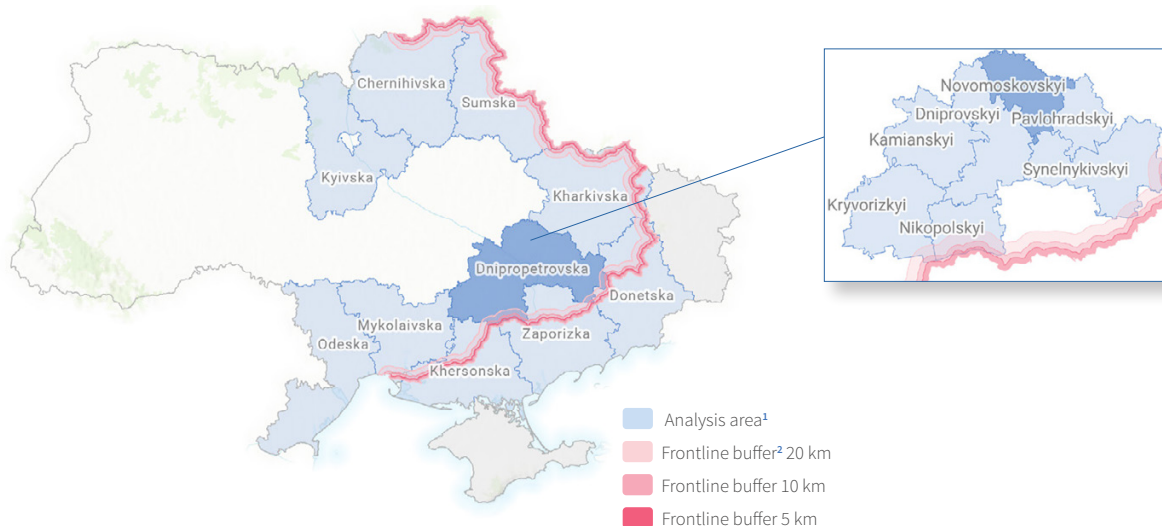 Chernihivska
Sumska
Kyivska
Kharkivska
Dnipropetrovska
Donetska
Mykolaivska
Odeska
Zaporizka
Khersonska
Novomoskovskyi
Dniprovskyi
Pavlohradskyi
Kamianskyi
Synelnykivskyi
Kryvorizkyi
Nikopolskyi
Analysis area¹
Frontline buffer² 20 km
Frontline buffer 10 km
Frontline buffer 5 km